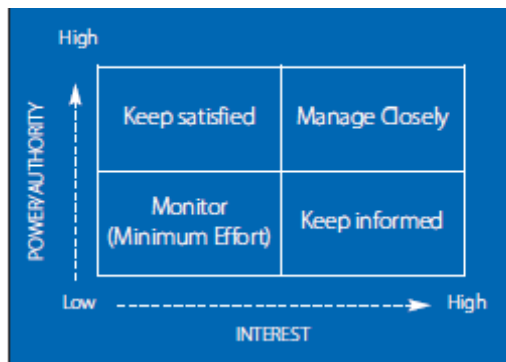 High
POWER/AUTHORITY
Keep satisfied
Manage Closely
Monitor
(Minimum Effort)
Keep informed
Low
High
INTEREST